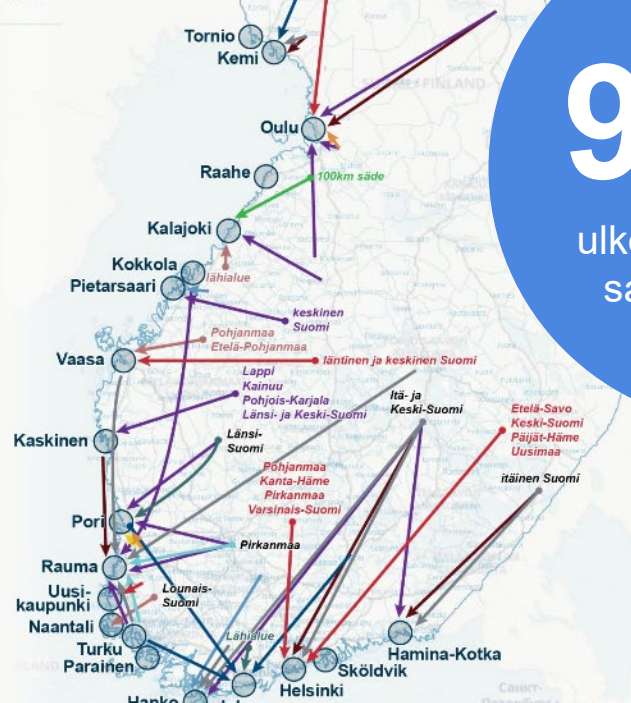 Tornio
Kemi
9
FINLAND
Oulu
Raahe
100km säde
Kalajoki
ulko
sa
Kokkola
lähialue
Pietarsaari
keskinen
Suomi
Pohjanmaa
Etelä-Pohjanmaa
Vaasa
läntinen ja keskinen Suomi
Lappi
Kainuu
Pohjois-Karjala
Länsi- ja Keski-Suomi
Itä- ja
Keski-Suomi
Etelä-Savo
Keski-Suomi
Päijät-Häme
Uusimaa
Kaskinen
Länsi-
Suomi
Pohjanmaa
Kanta-Häme
Pirkanmaa
Varsinais-Suomi
itäinen Suomi
Pori
Pirkanmaa
Rauma
Uusi-
kaupunki
Lounais-
Suomi
Naantali
Turku
Parainen
Lähialue
Hamina-Kotka
Sköldvik
Helsinki
Hanko
Санкт-